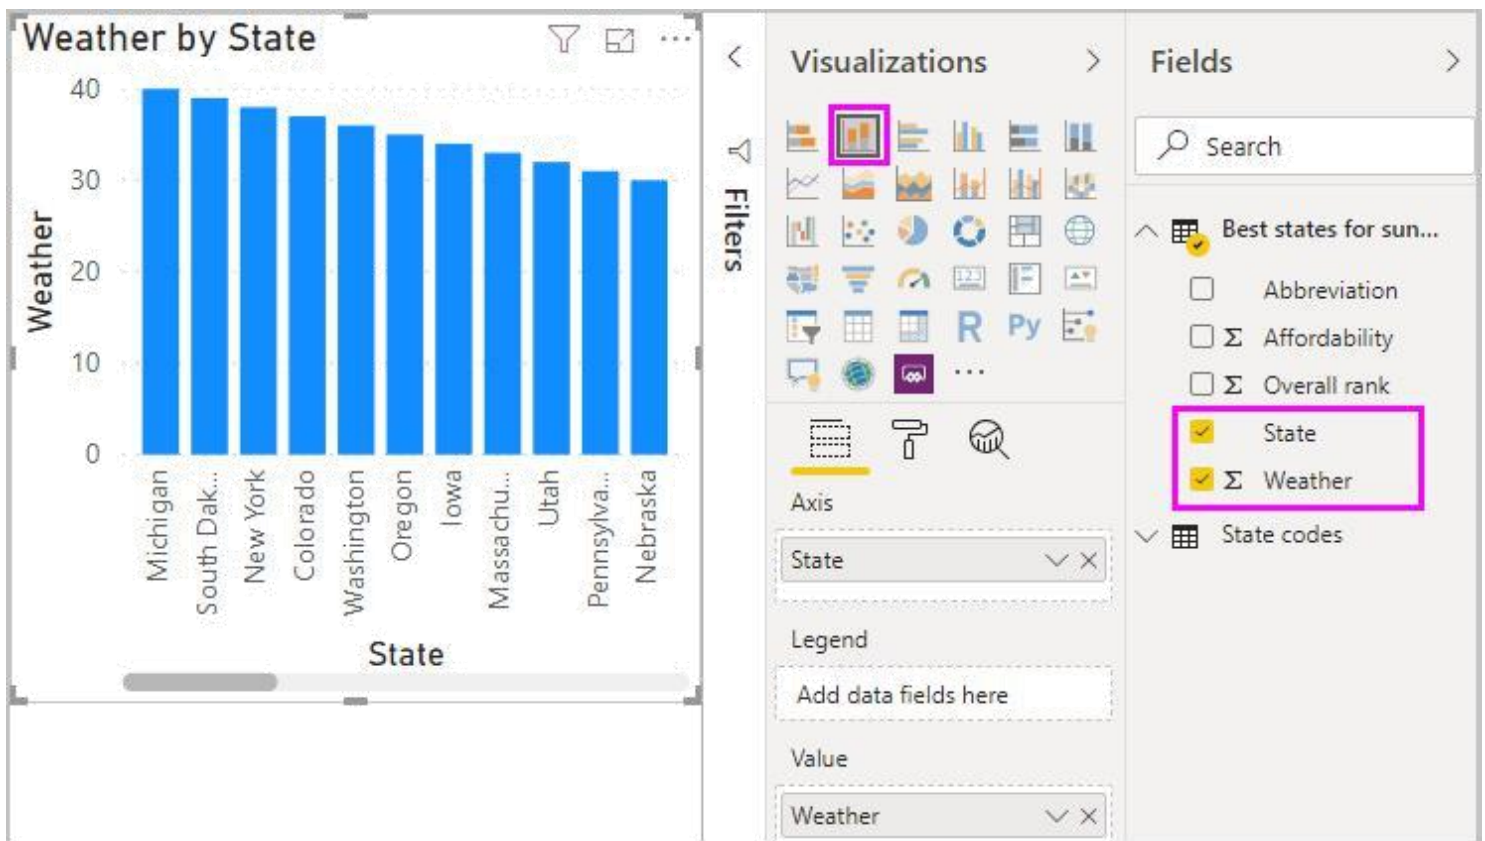 Weather by State
40
30
20
10
0
Weather
Michigan
South Dak...
New York
Colorado
Washington
Oregon
Iowa
Massachu...
Utah
Pennsylva...
Nebraska
State
Filters
Visualizations
123
R
Py
Axis
State
Legend
Add data fields here
Value
Weather
Fields
Search
Best states for sun...
Abbreviation
Σ Affordability
Σ Overall rank
State
Σ Weather
State codes